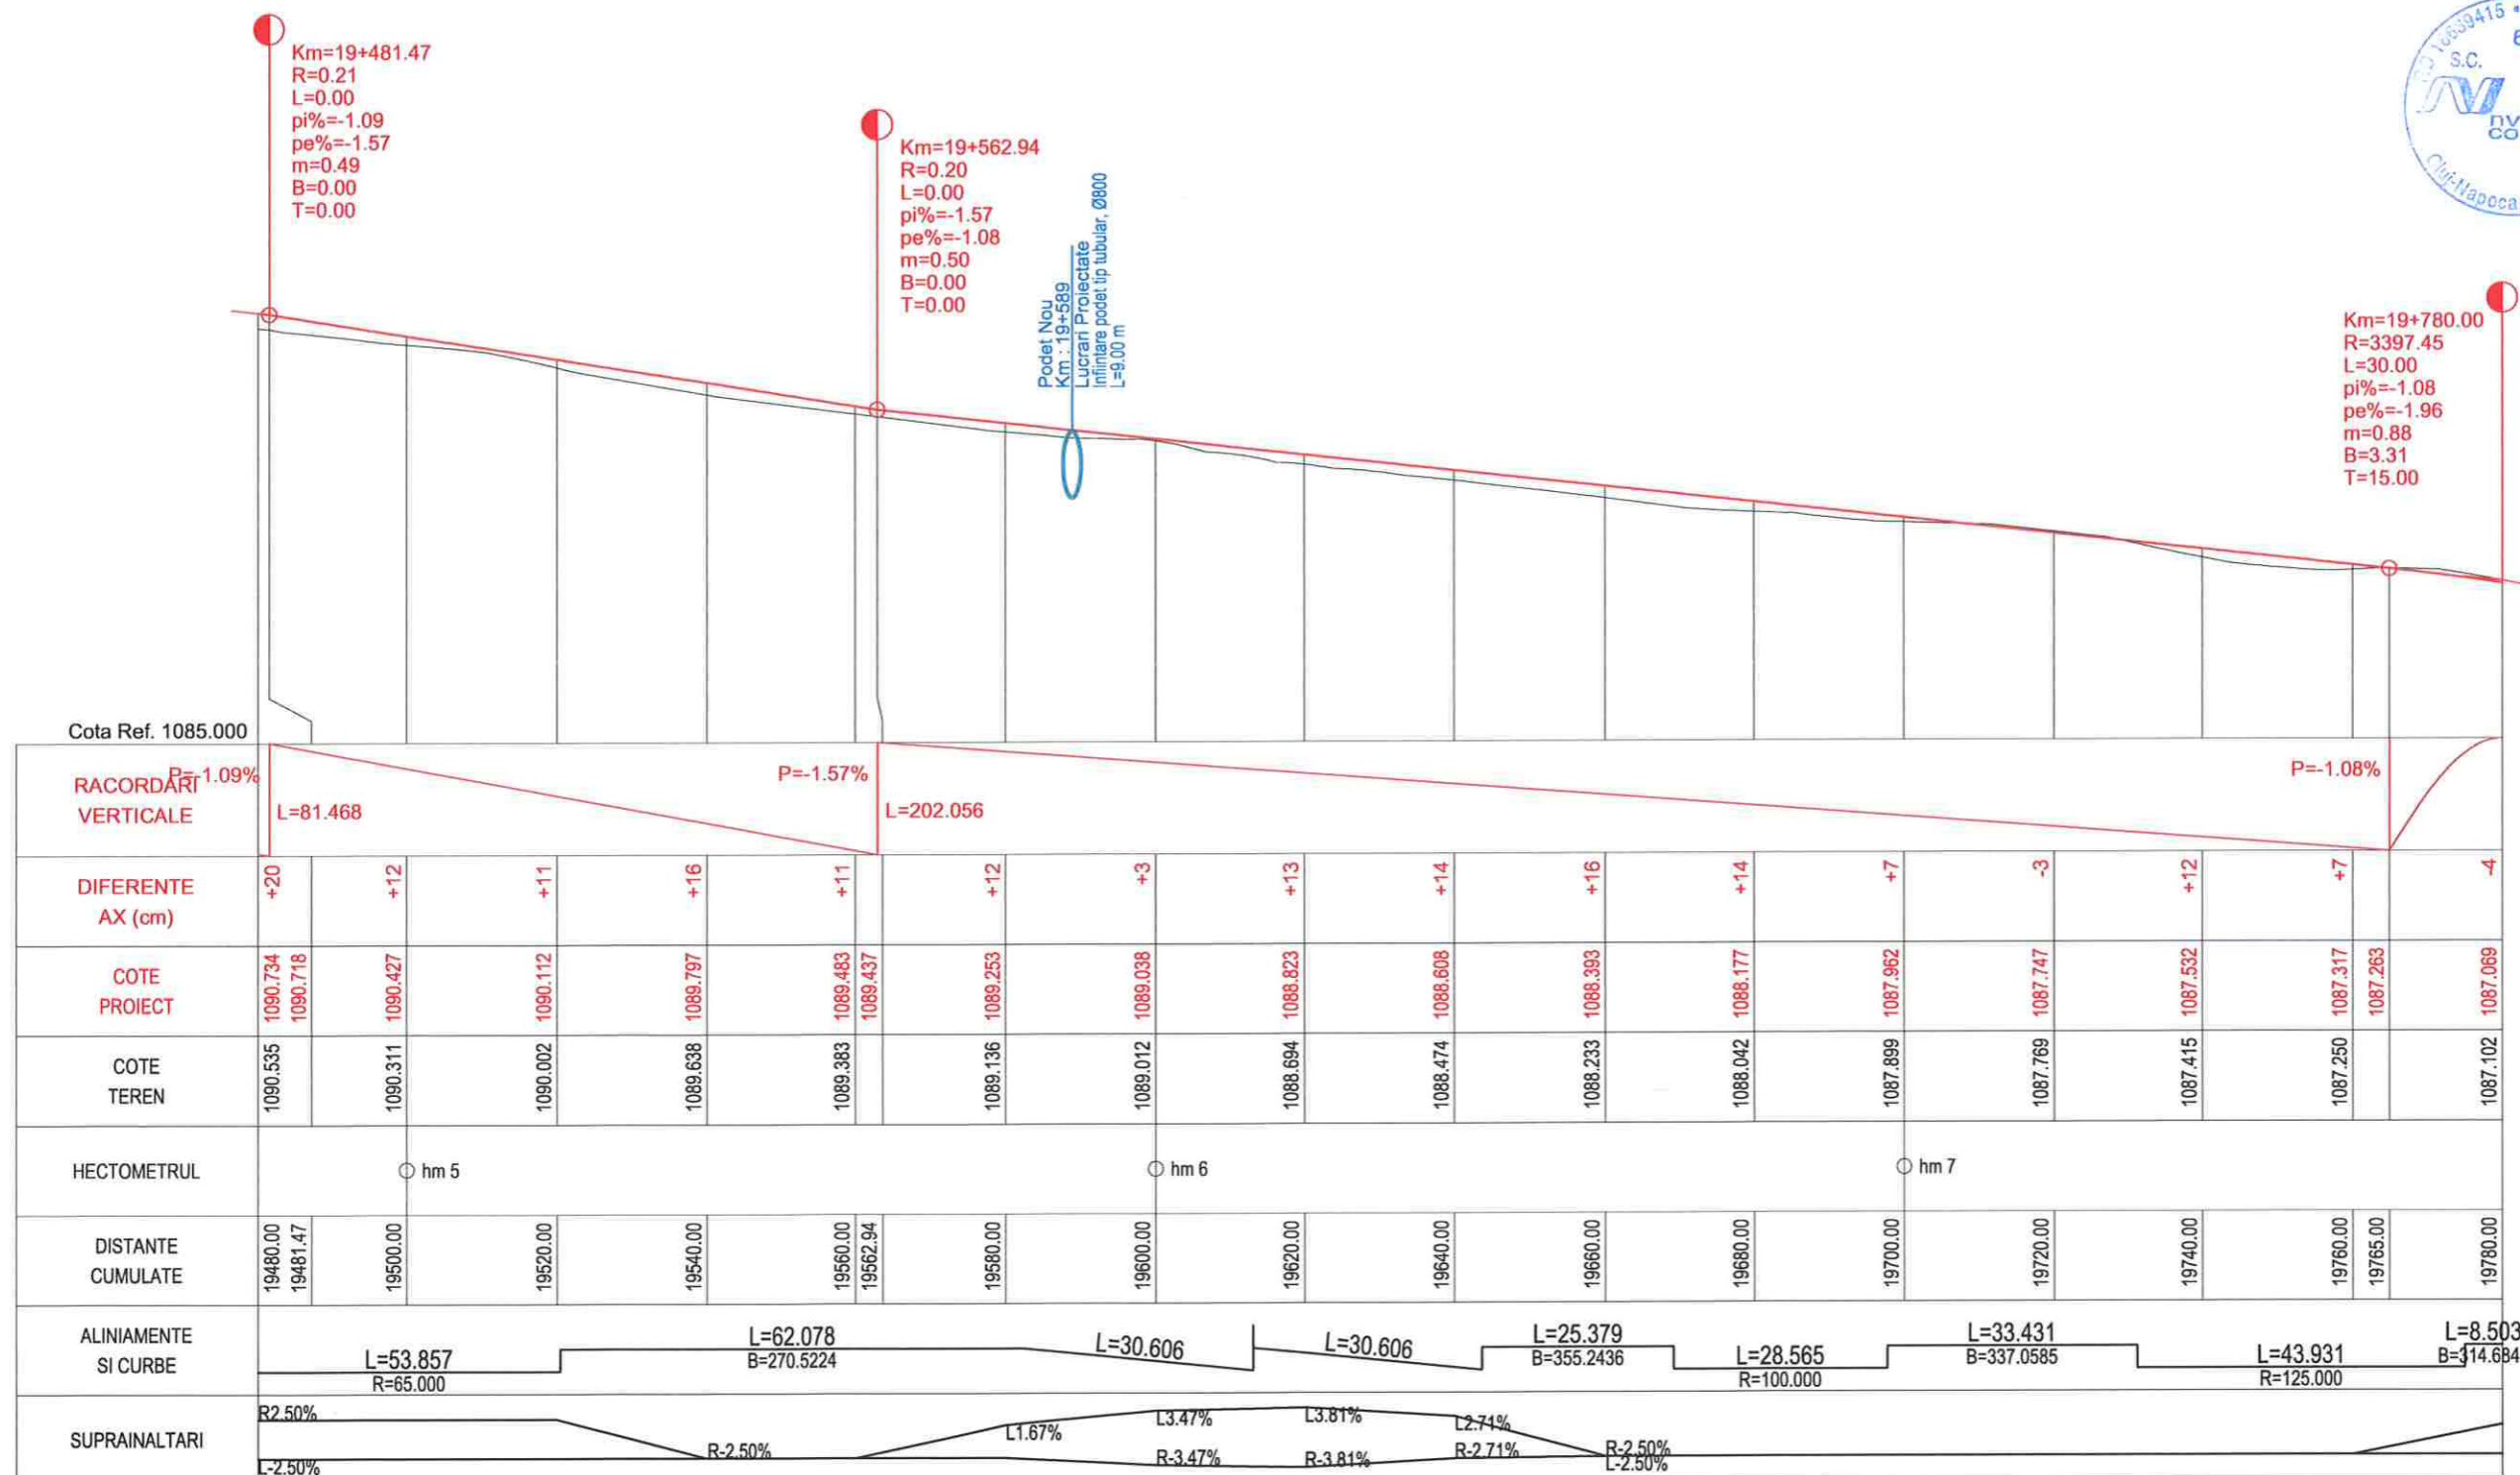 Km=19+481.47
R=0.21
L=0.00
pi%=-1.09
pe%=-1.57
m=0.49
B=0.00
T=0.00
Km=19+562.94
R=0.20
L=0.00
pi%=-1.57
pe%=-1.08
m=0.50
B=0.00
T=0.00
Podet Nou
Km : 19+589
Lucrari Proiectate
Infiintare podet tip tubular, Ø800
L=9.00 m
S.C.
Cluj-Napoca
Km=19+780.00
R=3397.45
L=30.00
pi%=-1.08
pe%=-1.96
m=0.88
B=3.31
T=15.00
Cota Ref. 1085.000
RACORDARI
VERTICALE
P=-1.09%
L=81.468
P=-1.57%
L=202.056
P=-1.08%
DIFERENTE
AX (cm)
+20 +12 +11 +16 +11 +12 +3 +13 +14 +16 +14 +7 -3 +12 +7 -4
COTE
PROIECT
1090.734 1090.718 1090.427 1090.112 1089.797 1089.483 1089.437 1089.253 1089.038 1088.823 1088.608 1088.393 1088.177 1087.962 1087.747 1087.532 1087.317 1087.263 1087.069
COTE
TEREN
1090.535 1090.311 1090.002 1089.638 1089.383 1089.136 1089.012 1088.694 1088.474 1088.233 1088.042 1087.899 1087.769 1087.415 1087.250 1087.102
HECTOMETRUL
hm 5 hm 6 hm 7
DISTANTE
CUMULATE
19480.00 19481.47 19500.00 19520.00 19540.00 19560.00 19562.94 19580.00 19600.00 19620.00 19640.00 19660.00 19680.00 19700.00 19720.00 19740.00 19760.00 19765.00 19780.00
ALINIAMENTE
SI CURBE
L=53.857
R=65.000
L=62.078
B=270.5224
L=30.606
L=30.606
L=25.379
B=355.2436
L=28.565
R=100.000
L=33.431
B=337.0585
L=43.931
R=125.000
L=8.503
B=314.684
SUPRAINALTARI
R2.50%
L-2.50%
R-2.50%
L1.67%
L3.47%
R-3.47%
L3.81%
R-3.81%
L2.71%
R-2.71%
R-2.50%
L-2.50%